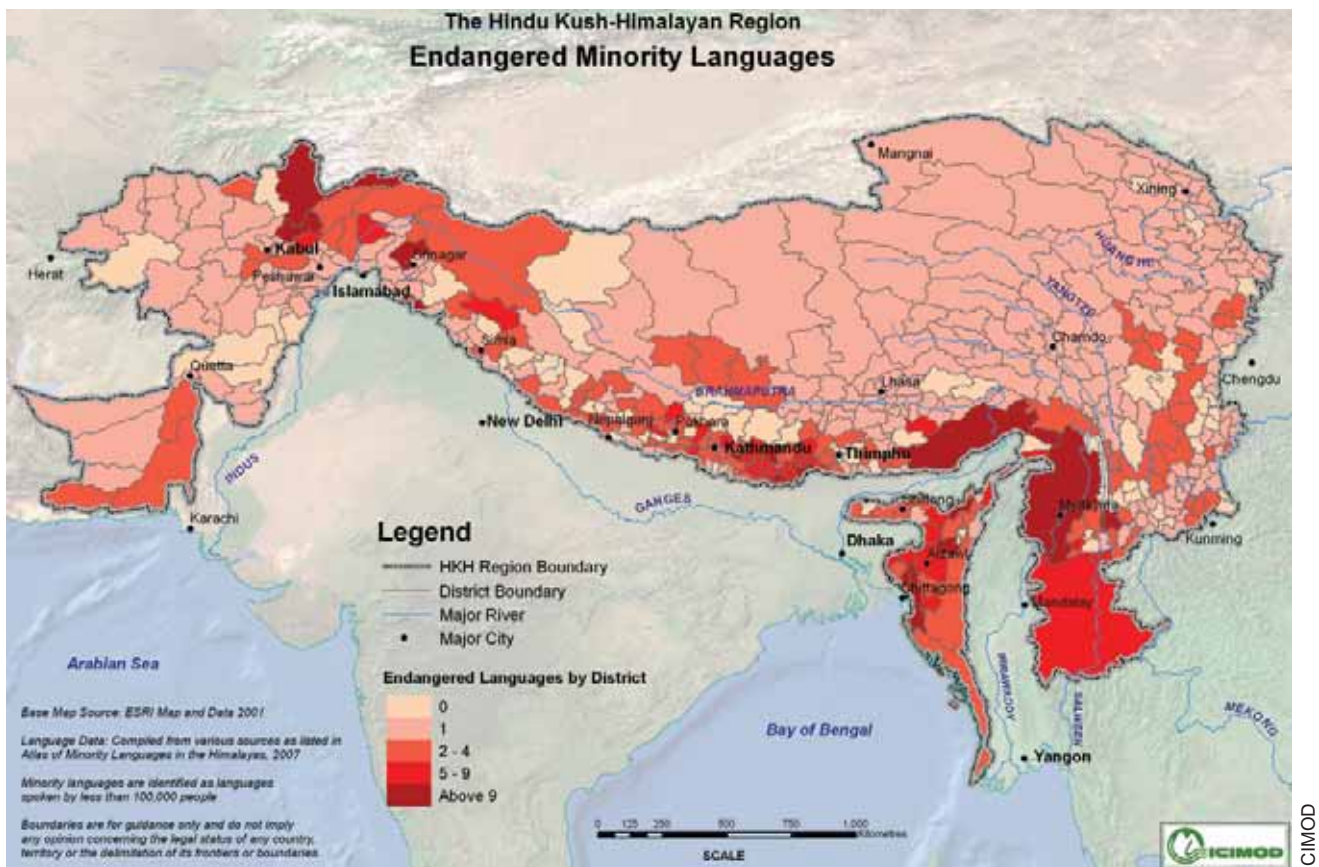 The Hindu Kush-Himalayan Region
Endangered Minority Languages
Mangnai
Xining
HUANG HE
Herat
Kabul
Peshawar
Srinagar
Islamabad
YANGTZE
Chamdo
Quetta
Simla
Lhasa
Chengdu
BRAHMAPUTRA
New Delhi
Nepalganj
Pokhara
Kathmandu
Thimphu
INDUS
GANGES
Shillong
Myitkyina
Karachi
Kunming
Dhaka
Aizawl
Chittagong
Mandalay
Legend
HKH Region Boundary
District Boundary
Major River
Major City
Arabian Sea
Endangered Languages by District
0
1
2 - 4
5 - 9
Above 9
Base Map Source: ESRI Map and Data 2001
Language Data: Compiled from various sources as listed in
Atlas of Minority Languages in the Himalayas, 2007
Minority languages are identified as languages
spoken by less than 100,000 people
Boundaries are for guidance only and do not imply
any opinion concerning the legal status of any country,
territory or the delimitation of its frontiers or boundaries.
Bay of Bengal
IRRAWADDY
SALWEEN
MEKONG
Yangon
0 125 250 500 750 1,000
Kilometres
SCALE
ICIMOD
CIMOD